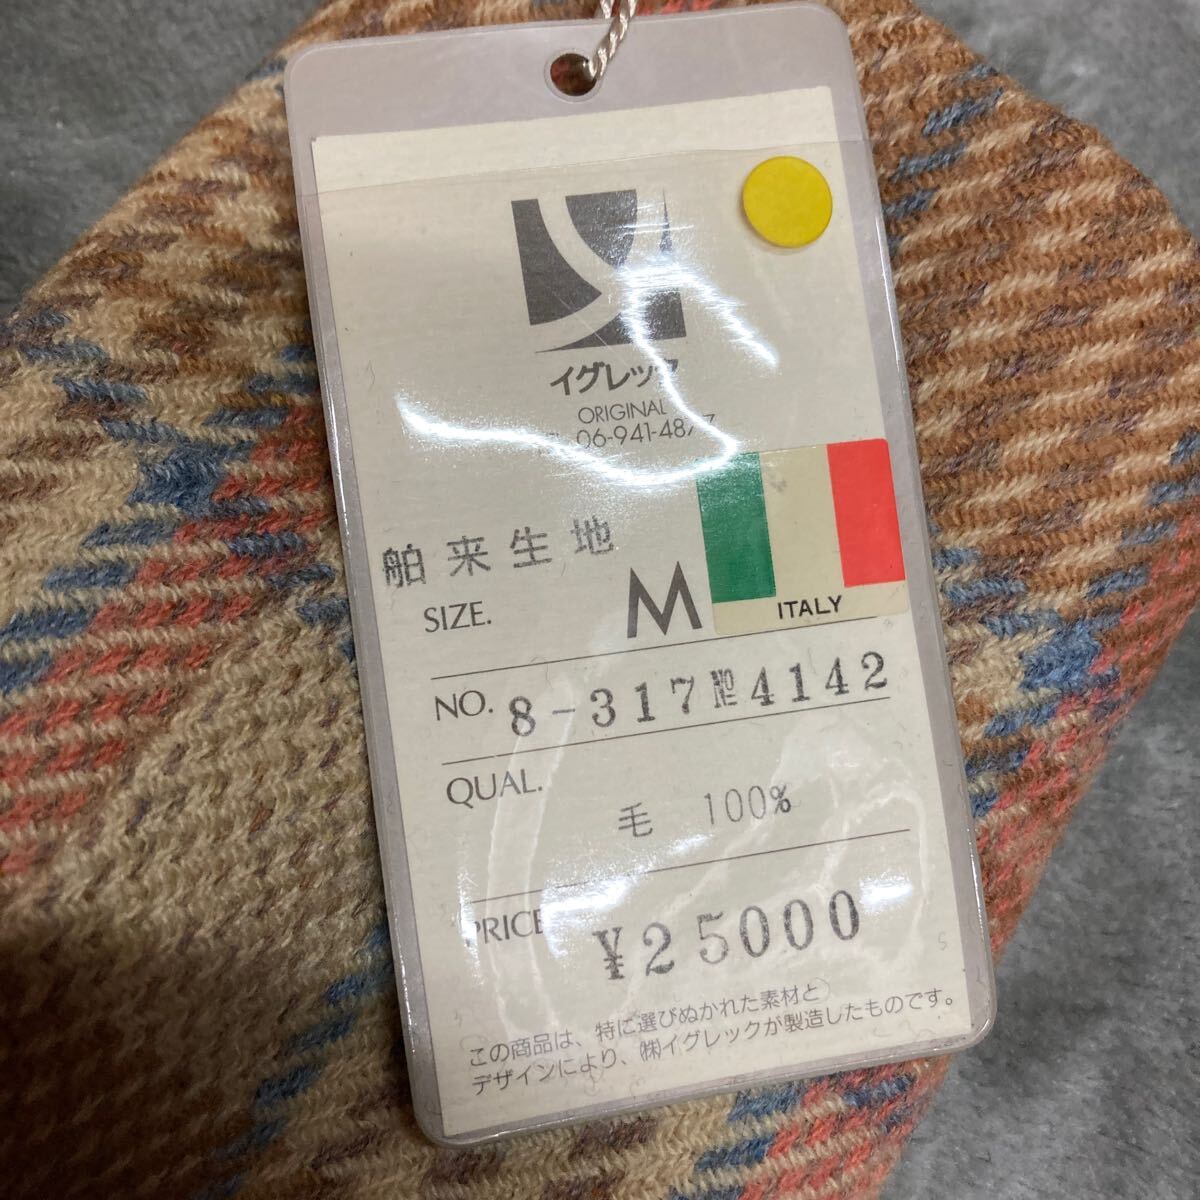 イグレック
ORIGINAL
06-941-487
舶来生地
SIZE. M
ITALY
NO. 8-317 № 4142
QUAL.
毛 100%
PRICE ¥25000
この商品は、特に選びぬかれた素材と
デザインにより、㈱イグレックが製造したものです。